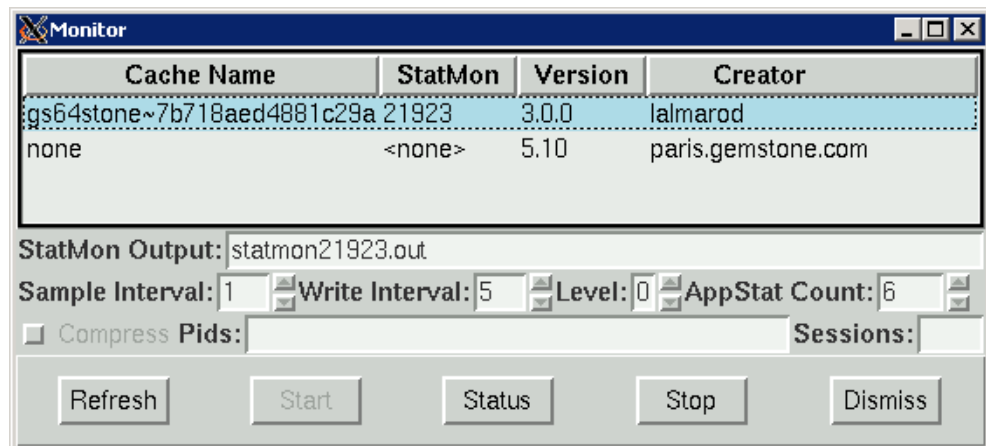 Monitor
Cache Name StatMon Version Creator
gs64stone~7b718aed4881c29a 21923 3.0.0 lalmarod
none <none> 5.10 paris.gemstone.com
StatMon Output: statmon21923.out
Sample Interval: 1 Write Interval: 5 Level: 0 AppStat Count: 6
Compress Pids: Sessions:
Refresh Start Status Stop Dismiss